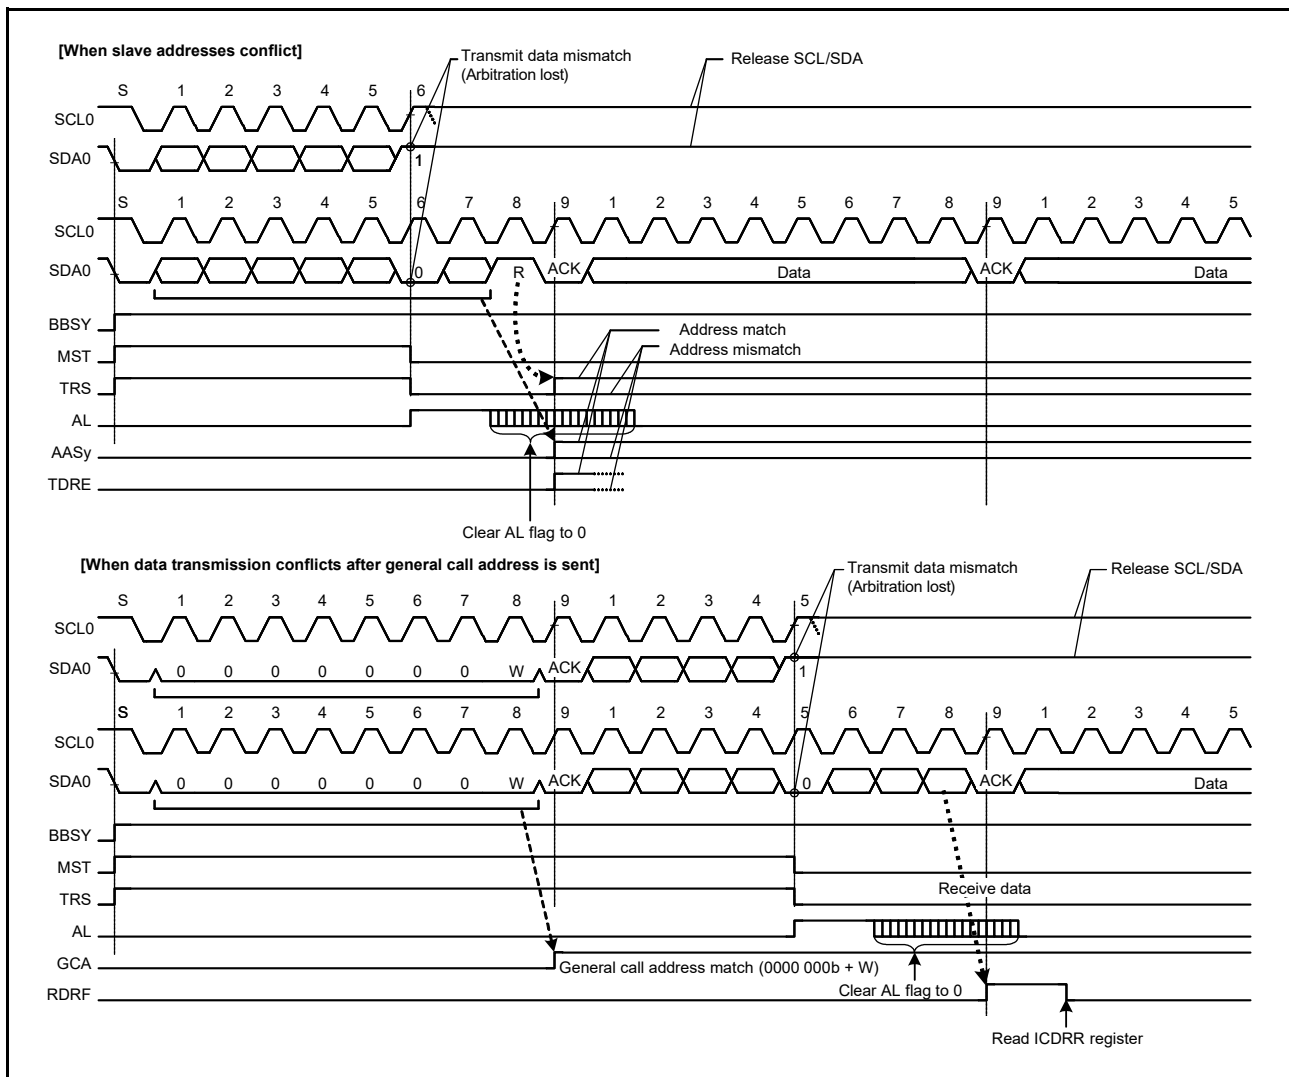 [When slave addresses conflict]
Transmit data mismatch
(Arbitration lost)
Release SCL/SDA
S 1 2 3 4 5 6
SCL0
SDA0 1
S 1 2 3 4 5 6 7 8 9 1 2 3 4 5 6 7 8 9 1 2 3 4 5
SCL0
SDA0 0 R ACK Data ACK Data
BBSY
Address match
MST
Address mismatch
TRS
AL
AASy
TDRE
Clear AL flag to 0
[When data transmission conflicts after general call address is sent]
Transmit data mismatch
(Arbitration lost)
Release SCL/SDA
S 1 2 3 4 5 6 7 8 9 1 2 3 4 5
SCL0
SDA0 0 0 0 0 0 0 0 W ACK 1
S 1 2 3 4 5 6 7 8 9 1 2 3 4 5 6 7 8 9 1 2 3 4 5
SCL0
SDA0 0 0 0 0 0 0 0 W ACK 0 ACK Data
BBSY
MST
Receive data
TRS
AL
GCA General call address match (0000 000b + W)
Clear AL flag to 0
RDRF
Read ICDRR register